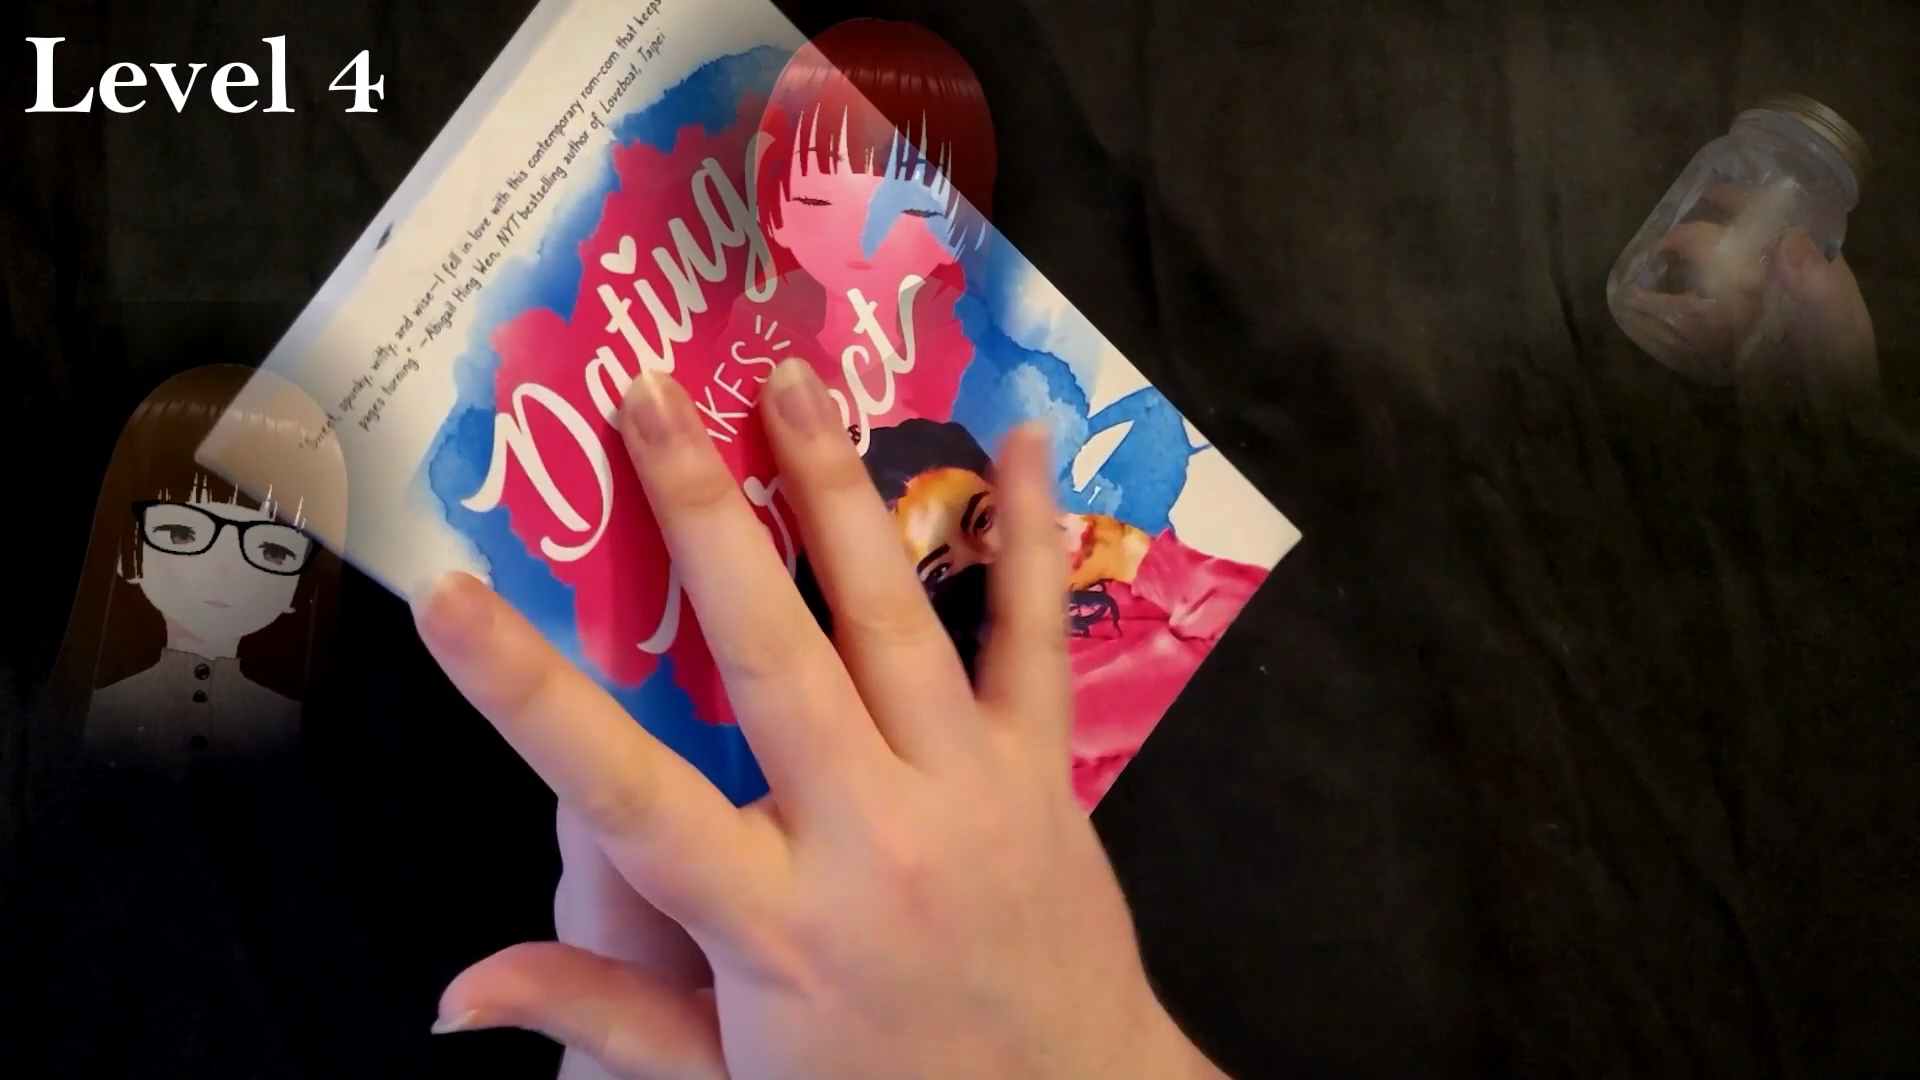 Level 4
"Sweet, spunky, witty, and wise—I fell in love with this contemporary rom-com that keeps
pages turning." —Abigail Hing Wen, NYT bestselling author of Loveboat, Taipei
Dating